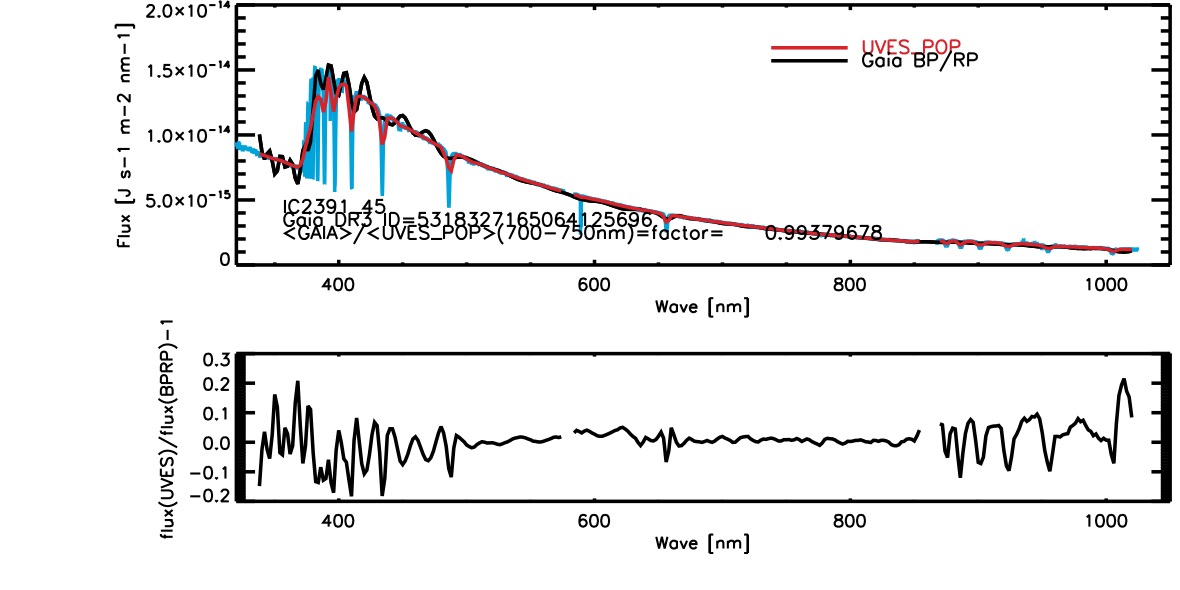 2.0×10⁻¹⁴
1.5×10⁻¹⁴
1.0×10⁻¹⁴
5.0×10⁻¹⁵
0
Flux [J s−1 m−2 nm−1]
UVES_POP
Gaia BP/RP
IC2391_45
Gaia DR3 ID=5318327165064125696
<GAIA>/<UVES_POP>(700−750nm)=factor= 0.99379678
400 600 800 1000
Wave [nm]
0.3
0.2
0.1
0.0
−0.1
−0.2
flux(UVES)/flux(BPRP)−1
400 600 800 1000
Wave [nm]